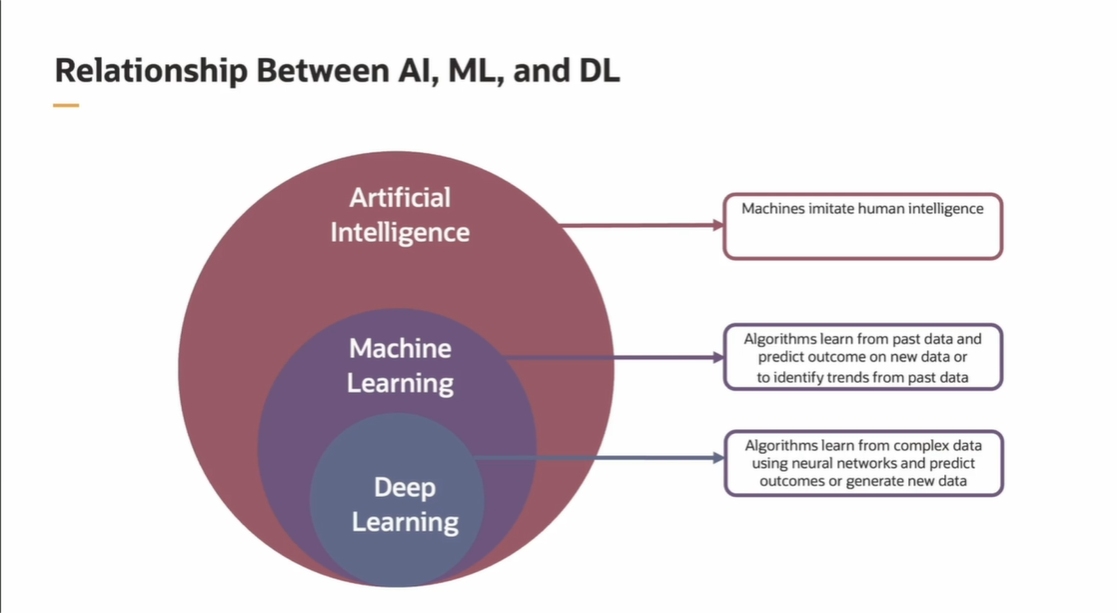 Relationship Between AI, ML, and DL
Artificial
Intelligence
Machines imitate human intelligence
Machine
Learning
Algorithms learn from past data and
predict outcome on new data or
to identify trends from past data
Deep
Learning
Algorithms learn from complex data
using neural networks and predict
outcomes or generate new data